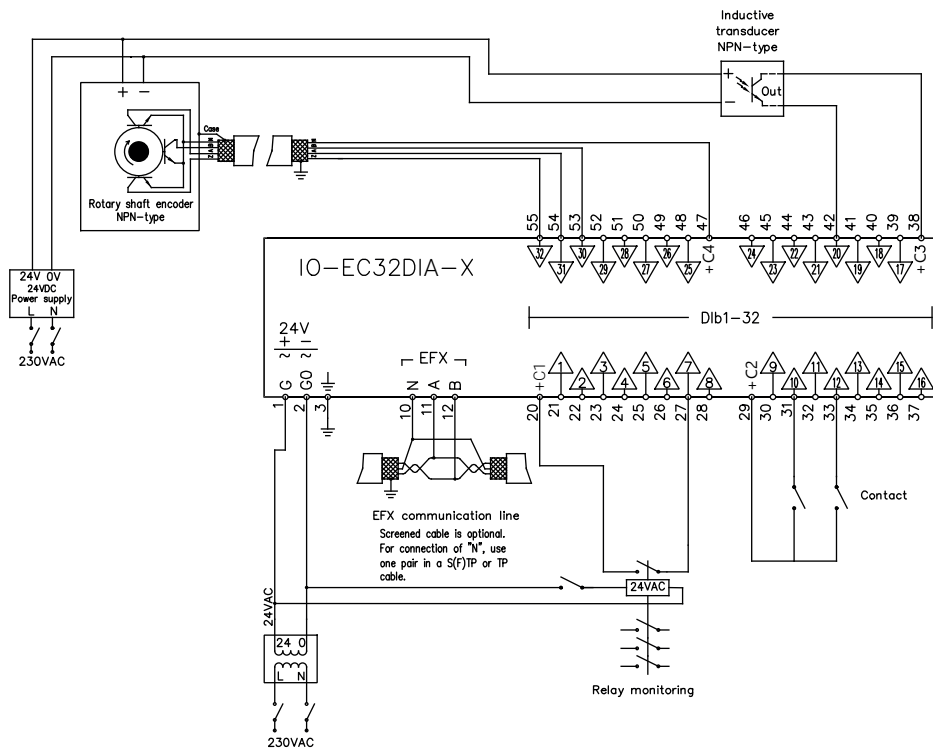 Inductive
transducer
NPN-type
+
-
Out
+ -
Case
N
B
A
Z
N
B
A
Z
Rotary shaft encoder
NPN-type
24V 0V
24VDC
Power supply
L N
230VAC
55 54 53 52 51 50 49 48 47 46 45 44 43 42 41 40 39 38
32 31 30 29 28 27 26 25 +C4 24 23 22 21 20 19 18 17 +C3
IO-EC32DIA-X
DIb1-32
24V
+ -
~ ~
G G0
EFX
N A B
+C1 1 2 3 4 5 6 7 8 +C2 9 10 11 12 13 14 15 16
1 2 3 10 11 12 20 21 22 23 24 25 26 27 28 29 30 31 32 33 34 35 36 37
Contact
EFX communication line
Screened cable is optional.
For connection of "N", use
one pair in a S(F)TP or TP
cable.
24VAC
24VAC
24 0
L N
Relay monitoring
230VAC